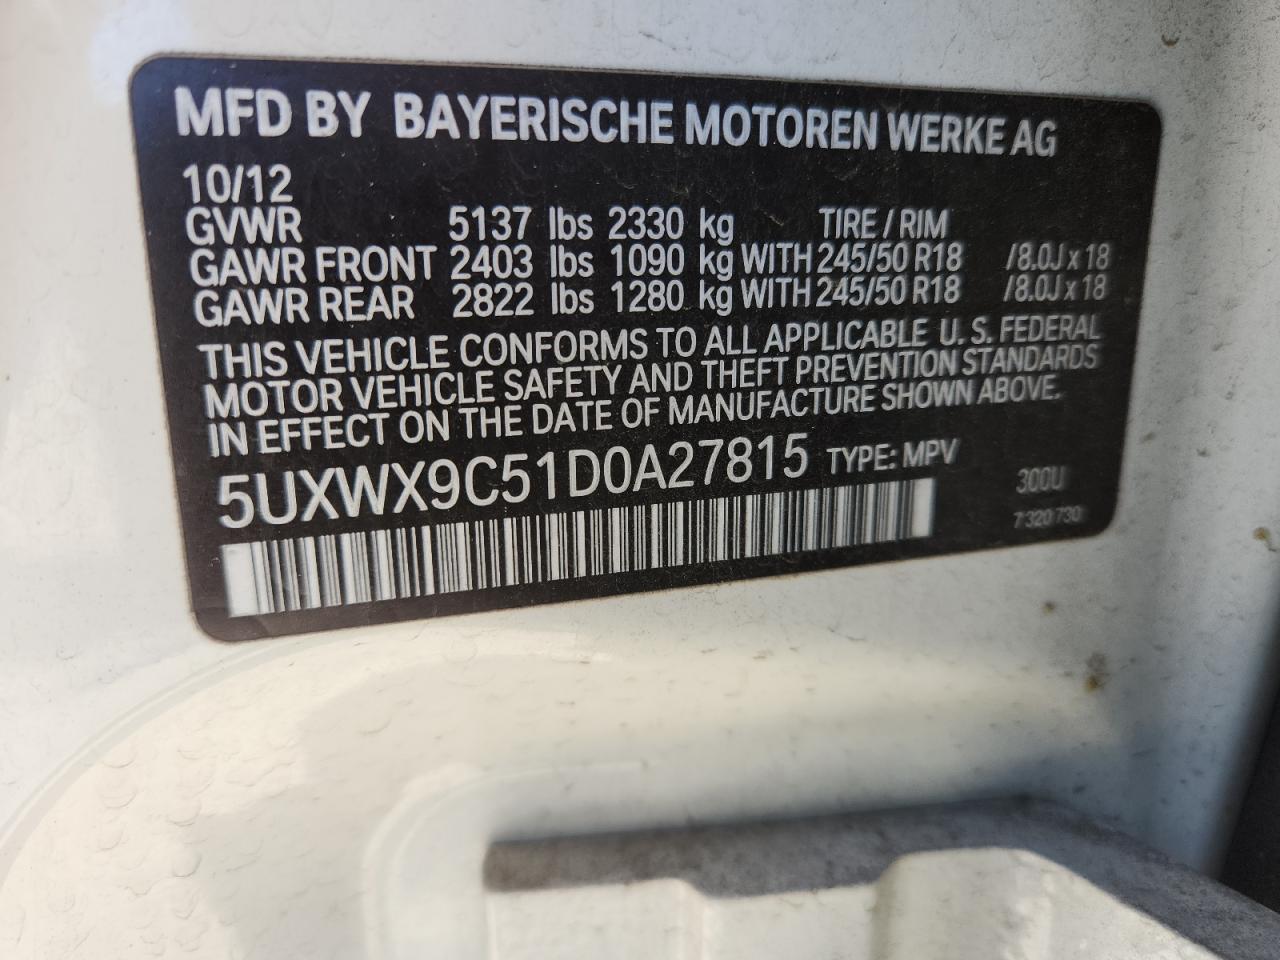 MFD BY BAYERISCHE MOTOREN WERKE AG
10/12
GVWR 5137 lbs 2330 kg TIRE / RIM
GAWR FRONT 2403 lbs 1090 kg WITH 245/50 R18 /8.0J x 18
GAWR REAR 2822 lbs 1280 kg WITH 245/50 R18 /8.0J x 18
THIS VEHICLE CONFORMS TO ALL APPLICABLE U. S. FEDERAL
MOTOR VEHICLE SAFETY AND THEFT PREVENTION STANDARDS
IN EFFECT ON THE DATE OF MANUFACTURE SHOWN ABOVE.
5UXWX9C51D0A27815 TYPE: MPV
300U
7 320 730